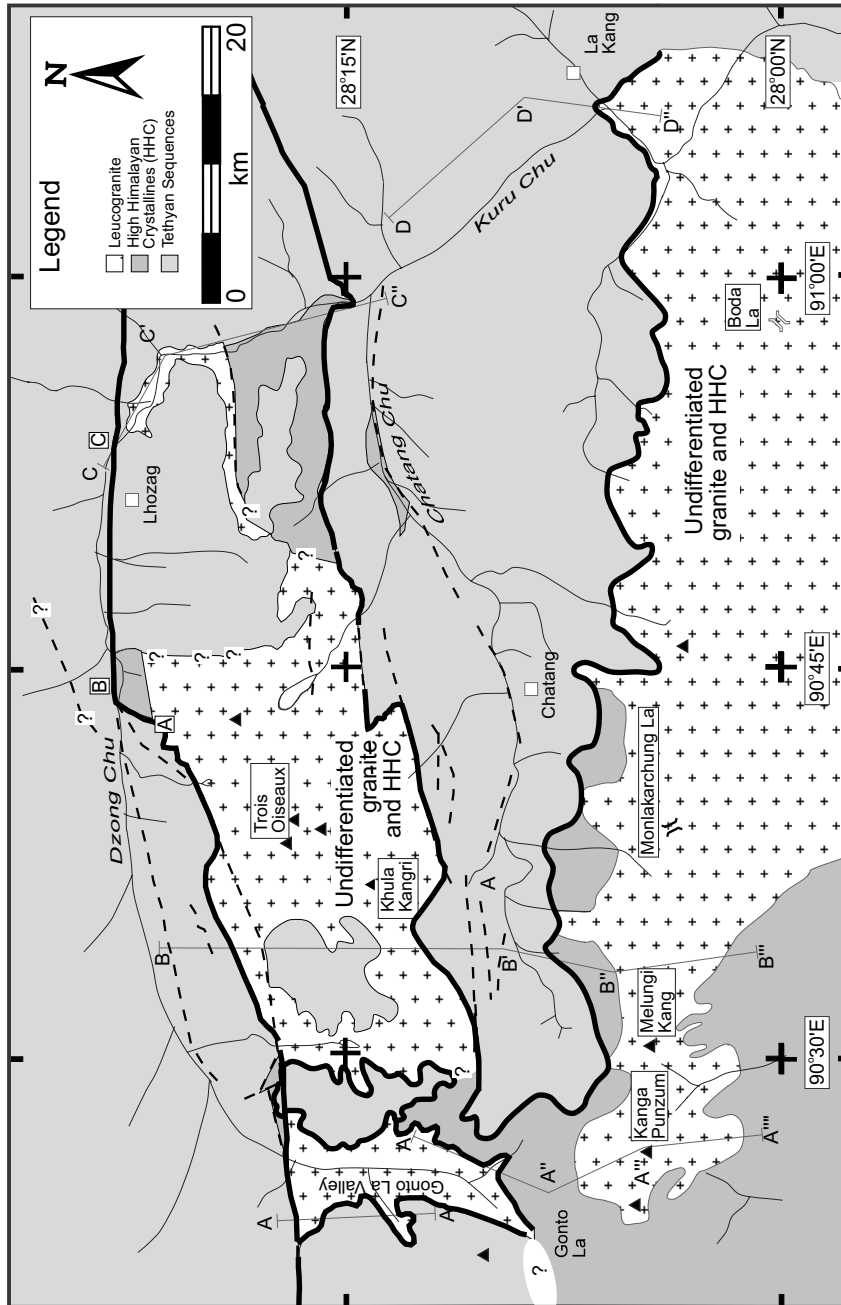 Legend
N
Leucogranite
High Himalayan
Crystallines (HHC)
Tethyan Sequences
0
km
20
28°15'N
28°00'N
91°00'E
90°45'E
90°30'E
La
Kang
D
D'
D''
Kuru Chu
C
C
C'
C''
Lhozag
Boda
La
Chatang Chu
Undifferentiated
granite and HHC
?
?
?
?
?
?
?
B
A
Dzong Chu
Chatang
Trois
Oiseaux
Undifferentiated
granite
and HHC
Khula
Kangri
Monlakarchung La
A
B
B'
B''
B'''
Melungi
Kang
?
Kanga
Punzum
A
A
A
A''
A'''
A''''
Gonto La Valley
Gonto
La
?